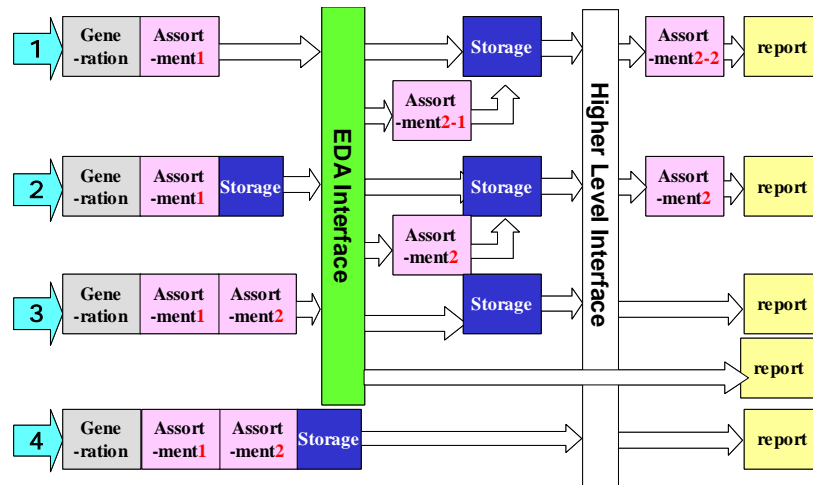 1
Gene
-ration
Assort
-ment1
Storage
Assort
-ment2-2
report
Assort
-ment2-1
EDA Interface
Higher Level Interface
2
Gene
-ration
Assort
-ment1
Storage
Storage
Assort
-ment2
report
Assort
-ment2
3
Gene
-ration
Assort
-ment1
Assort
-ment2
Storage
report
report
4
Gene
-ration
Assort
-ment1
Assort
-ment2
Storage
report